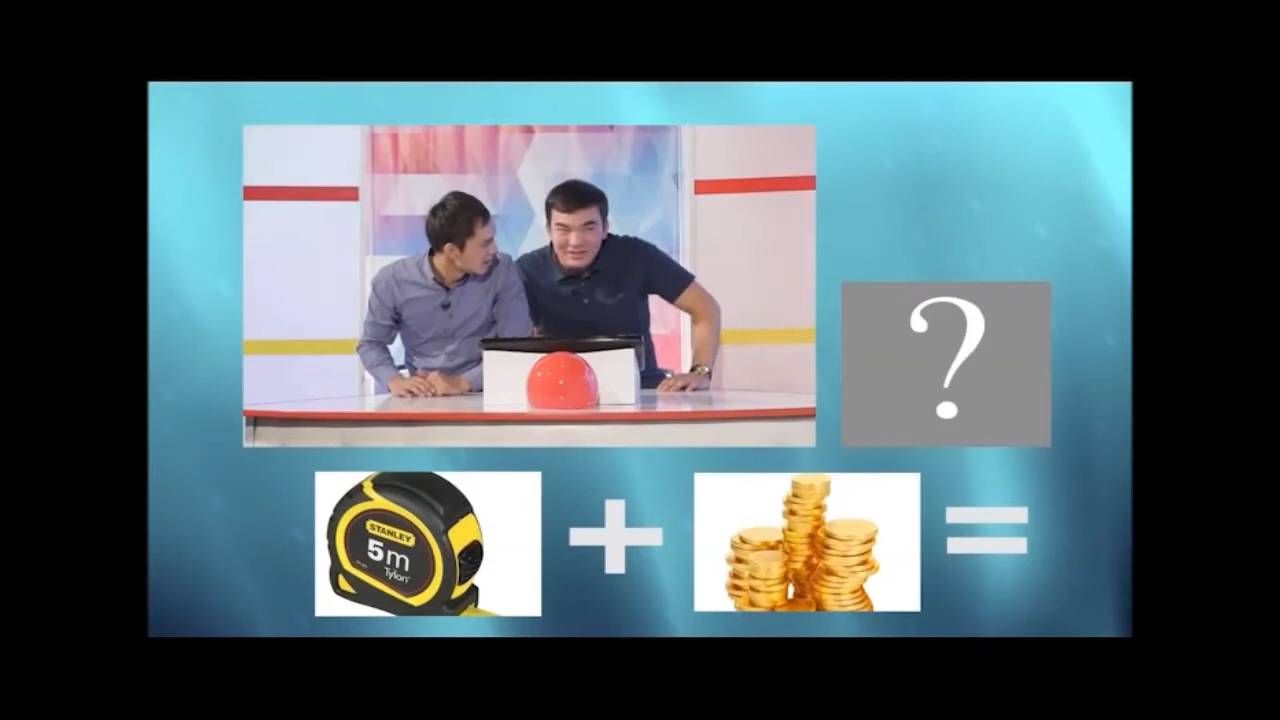 ?
STANLEY
5m
Tylon
+
=